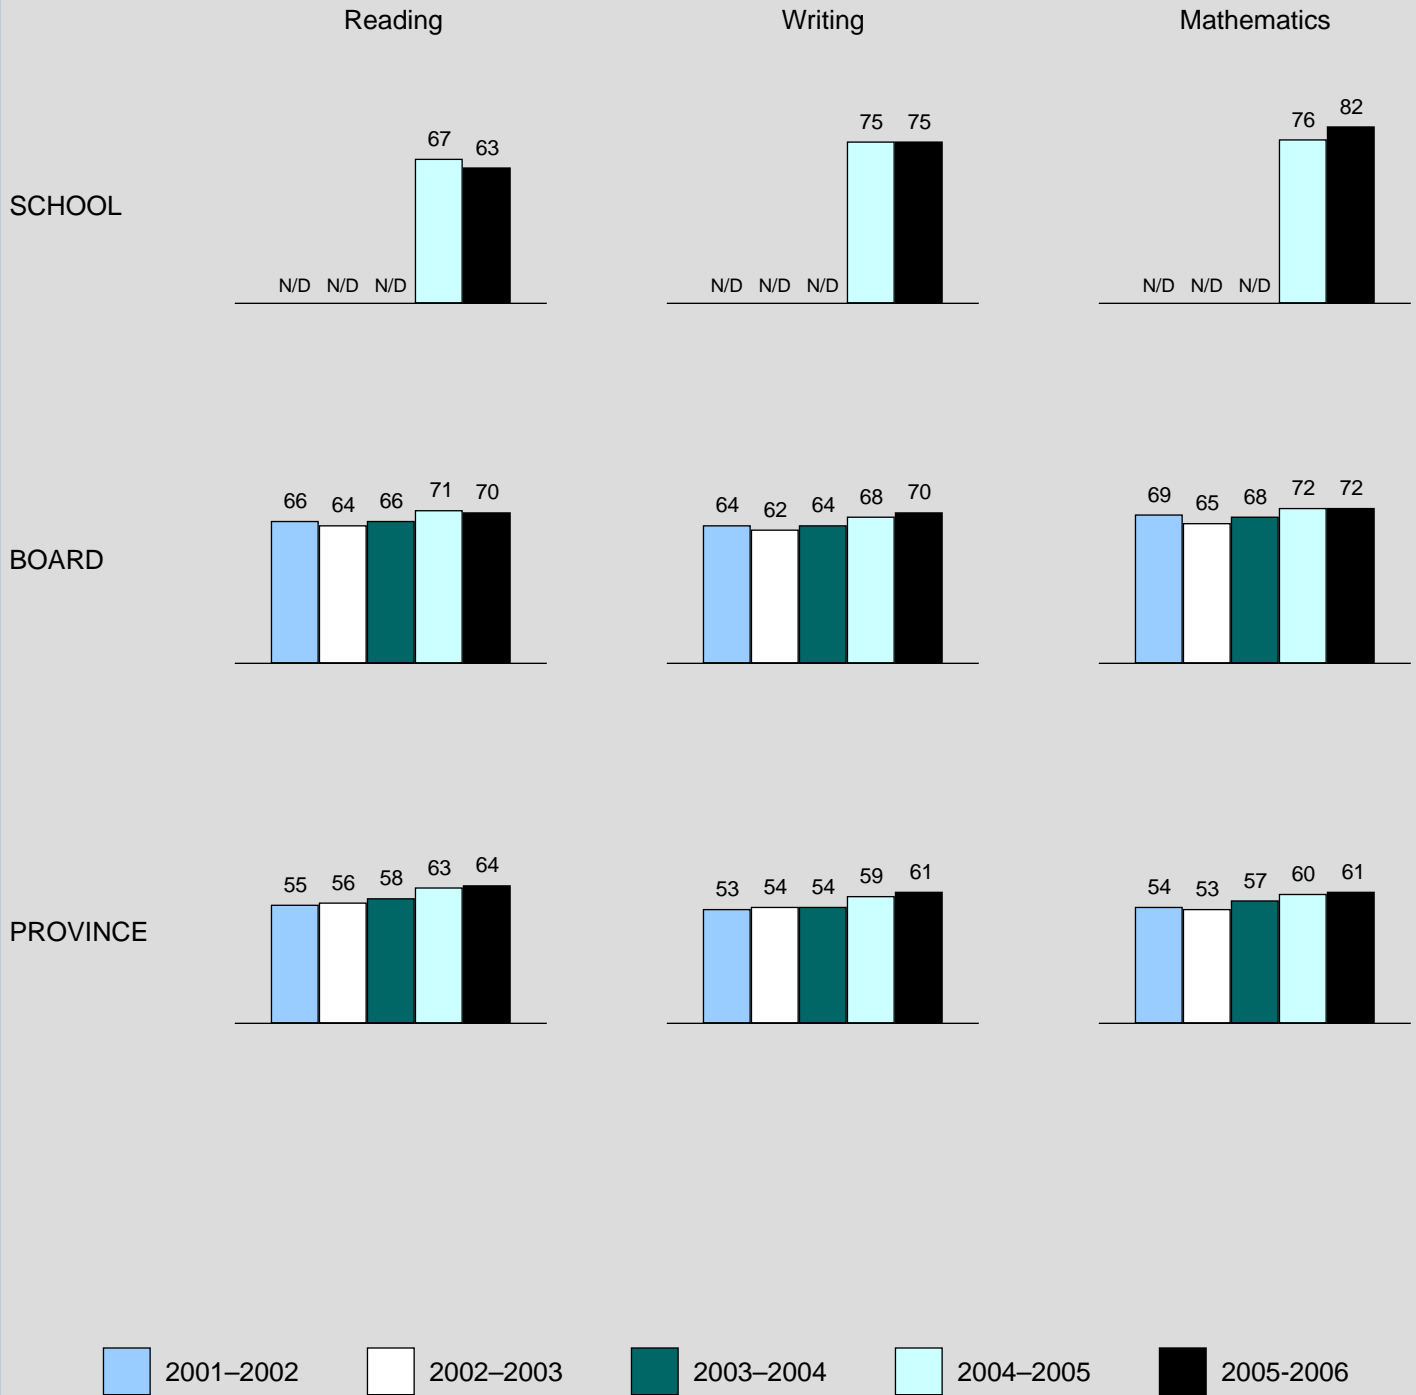 Reading Writing Mathematics
SCHOOL
67 63
N/D N/D N/D
75 75
N/D N/D N/D
76 82
N/D N/D N/D
BOARD
66 64 66 71 70
64 62 64 68 70
69 65 68 72 72
PROVINCE
55 56 58 63 64
53 54 54 59 61
54 53 57 60 61
2001–2002 2002–2003 2003–2004 2004–2005 2005-2006